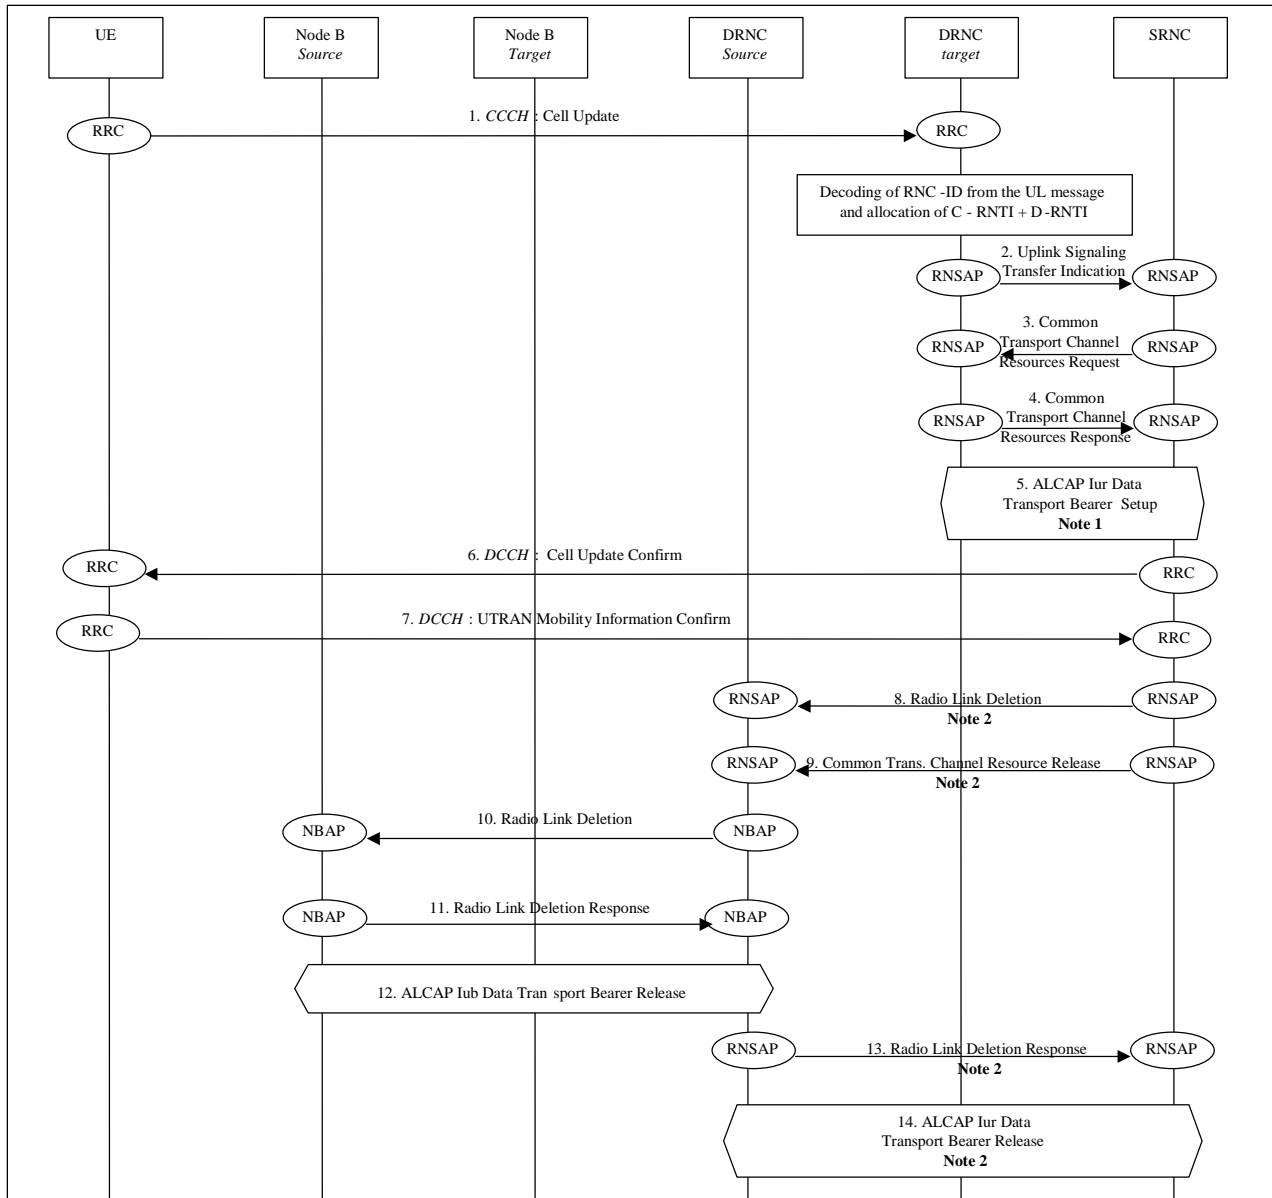 UE
Node B
Source
Node B
Target
DRNC
Source
DRNC
target
SRNC
1. CCCH : Cell Update
RRC
RRC
Decoding of RNC -ID from the UL message
and allocation of C - RNTI + D -RNTI
2. Uplink Signaling
Transfer Indication
RNSAP
RNSAP
3. Common
Transport Channel
Resources Request
RNSAP
RNSAP
4. Common
Transport Channel
Resources Response
RNSAP
RNSAP
5. ALCAP Iur Data
Transport Bearer Setup
Note 1
6. DCCH : Cell Update Confirm
RRC
RRC
7. DCCH : UTRAN Mobility Information Confirm
RRC
RRC
RNSAP
8. Radio Link Deletion
Note 2
RNSAP
RNSAP
9. Common Trans. Channel Resource Release
Note 2
RNSAP
10. Radio Link Deletion
NBAP
NBAP
11. Radio Link Deletion Response
NBAP
NBAP
12. ALCAP Iub Data Tran sport Bearer Release
RNSAP
13. Radio Link Deletion Response
Note 2
RNSAP
14. ALCAP Iur Data
Transport Bearer Release
Note 2